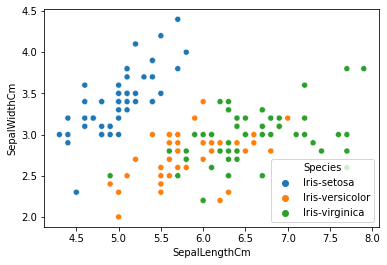 4.5
4.0
3.5
3.0
2.5
2.0
SepalWidthCm
4.5 5.0 5.5 6.0 6.5 7.0 7.5 8.0
SepalLengthCm
Species
Iris-setosa
Iris-versicolor
Iris-virginica